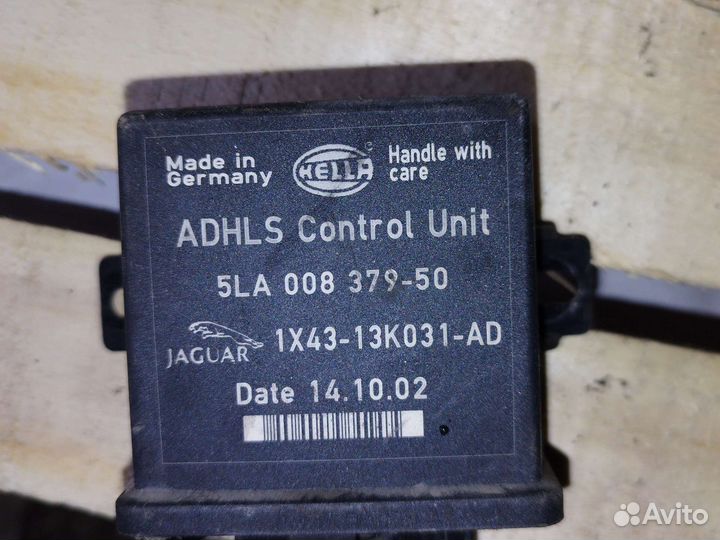 Made in Germany
HELLA
Handle with care
ADHLS Control Unit
5LA 008 379-50
JAGUAR 1X43-13K031-AD
Date 14.10.02
Avito